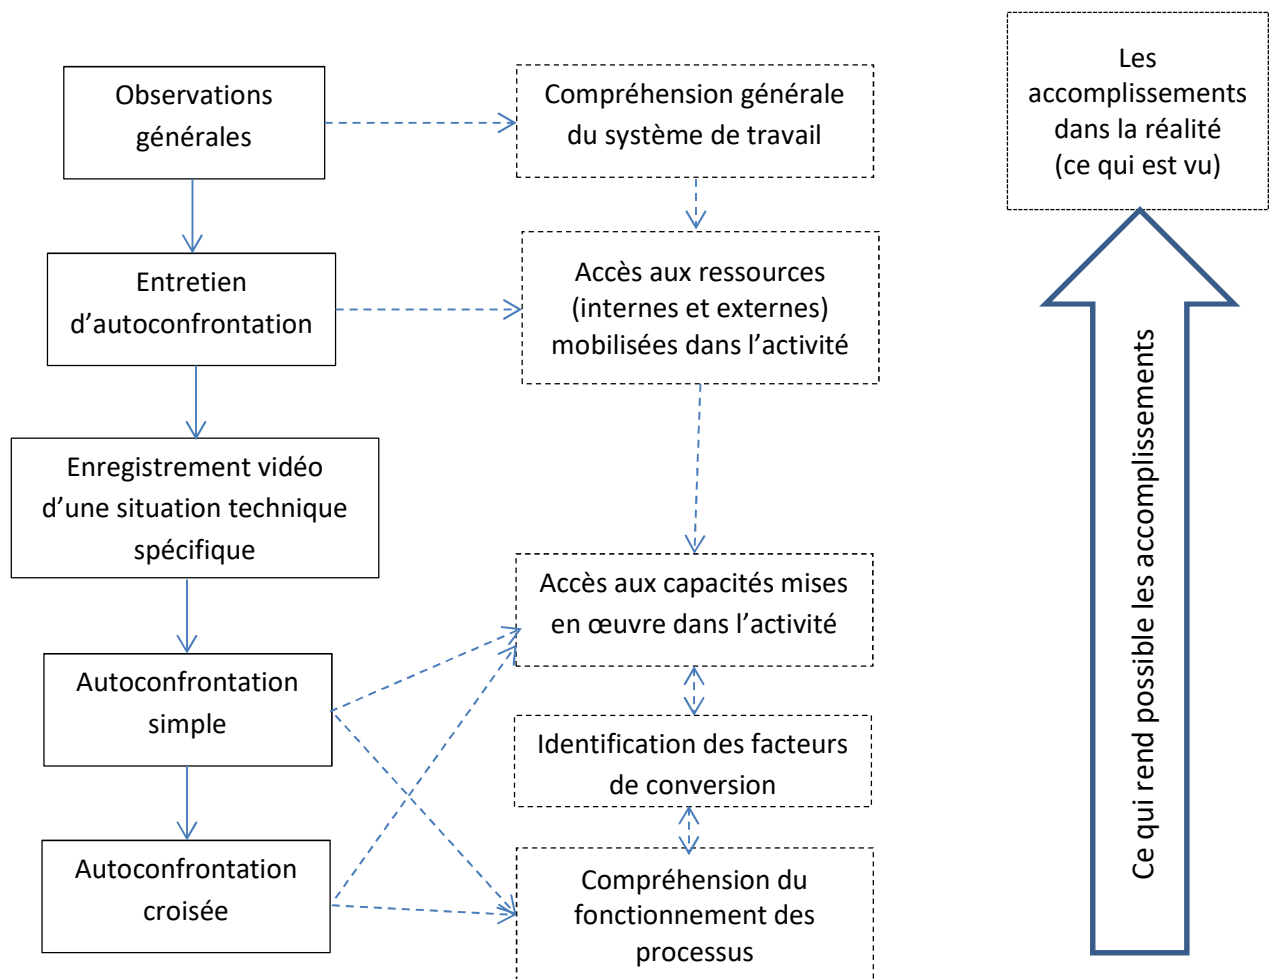 Observations
générales
Entretien
d’autoconfrontation
Enregistrement vidéo
d’une situation technique
spécifique
Autoconfrontation
simple
Autoconfrontation
croisée
Compréhension générale
du système de travail
Accès aux ressources
(internes et externes)
mobilisées dans l’activité
Accès aux capacités mises
en œuvre dans l’activité
Identification des facteurs
de conversion
Compréhension du
fonctionnement des
processus
Les
accomplissements
dans la réalité
(ce qui est vu)
Ce qui rend possible les accomplissements